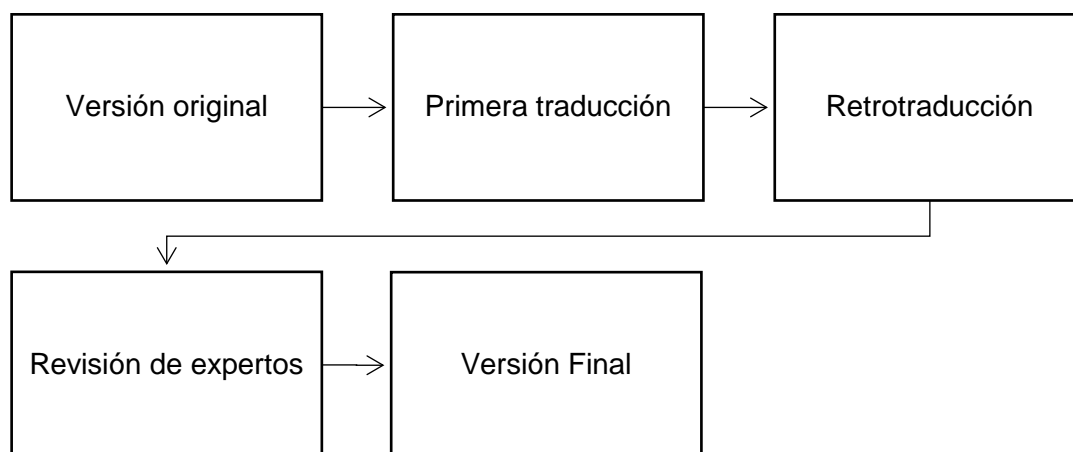 Versión original
Primera traducción
Retrotraducción
Revisión de expertos
Versión Final